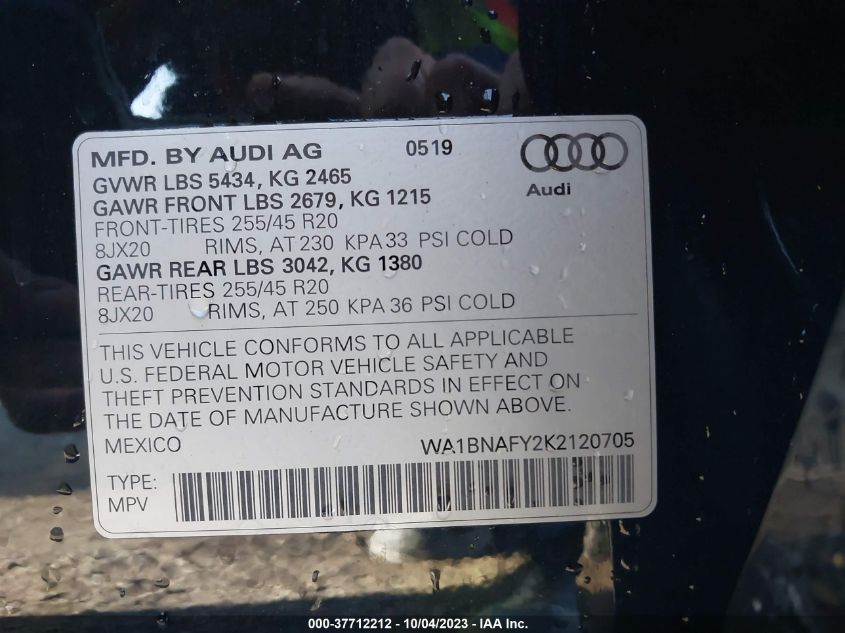 MFD. BY AUDI AG 0519
Audi
GVWR LBS 5434, KG 2465
GAWR FRONT LBS 2679, KG 1215
FRONT-TIRES 255/45 R20
8JX20 RIMS, AT 230 KPA 33 PSI COLD
GAWR REAR LBS 3042, KG 1380
REAR-TIRES 255/45 R20
8JX20 RIMS, AT 250 KPA 36 PSI COLD
THIS VEHICLE CONFORMS TO ALL APPLICABLE
U.S. FEDERAL MOTOR VEHICLE SAFETY AND
THEFT PREVENTION STANDARDS IN EFFECT ON
THE DATE OF MANUFACTURE SHOWN ABOVE.
MEXICO WA1BNAFY2K2120705
TYPE:
MPV
000-37712212 - 10/04/2023 - IAA Inc.